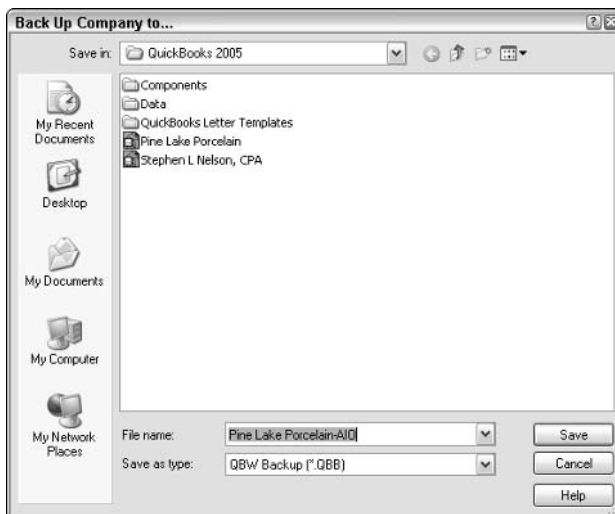 Back Up Company to...
Save in:
QuickBooks 2005
My Recent
Documents
Desktop
My Documents
My Computer
My Network
Places
Components
Data
QuickBooks Letter Templates
Pine Lake Porcelain
Stephen L Nelson, CPA
File name:
Pine Lake Porcelain-AIO
Save
Save as type:
QBW Backup (*.QBB)
Cancel
Help